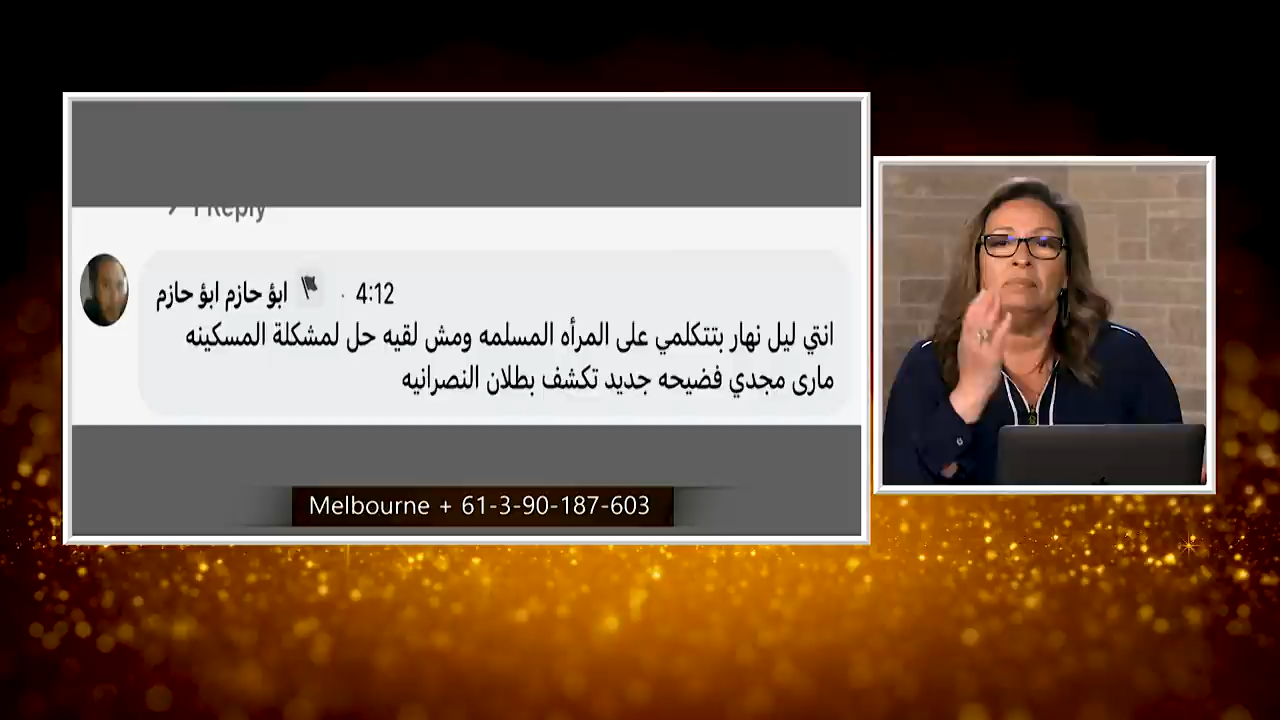 1 Reply
ابؤ حازم ابؤ حازم · 4:12
انتي ليل نهار بتتكلمي على المرأه المسلمه ومش لقيه حل لمشكلة المسكينه
مارى مجدي فضيحه جديد تكشف بطلان النصرانيه
Melbourne + 61-3-90-187-603